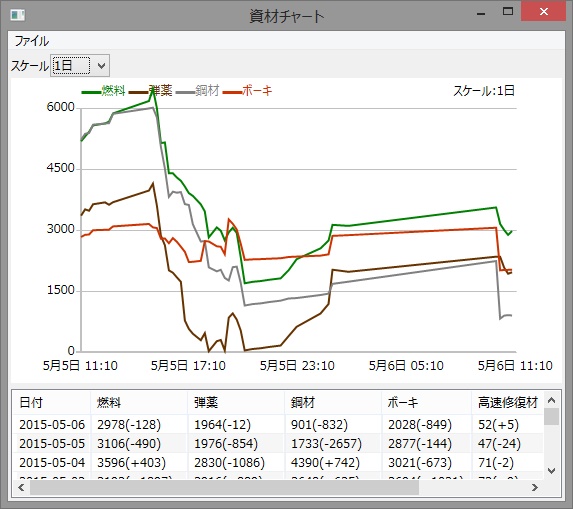 資材チャート
ファイル
スケール 1日
燃料 弾薬 鋼材 ボーキ スケール:1日
6000
4500
3000
1500
0
5月5日 11:10 5月5日 17:10 5月5日 23:10 5月6日 05:10 5月6日 11:10
日付 燃料 弾薬 鋼材 ボーキ 高速修復材
2015-05-06 2978(-128) 1964(-12) 901(-832) 2028(-849) 52(+5)
2015-05-05 3106(-490) 1976(-854) 1733(-2657) 2877(-144) 47(-24)
2015-05-04 3596(+403) 2830(-1086) 4390(+742) 3021(-673) 71(-2)